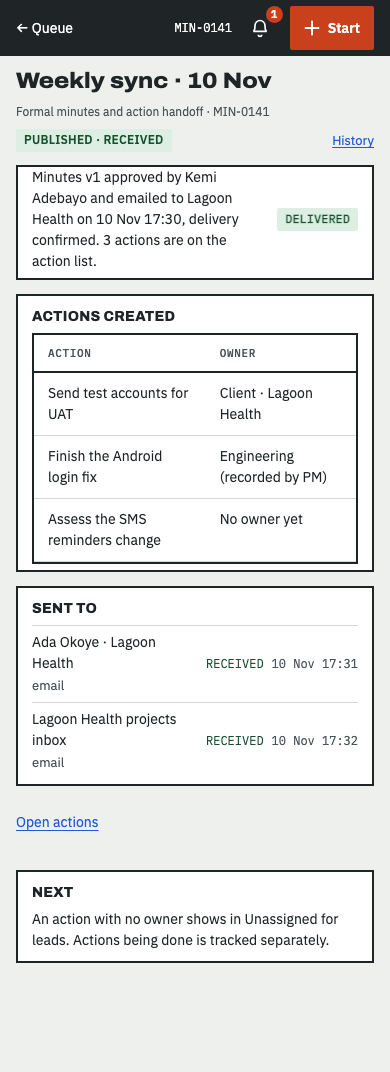 ← Queue
MIN-0141
1
Start
Weekly sync · 10 Nov
Formal minutes and action handoff · MIN-0141
PUBLISHED · RECEIVED
History
Minutes v1 approved by Kemi
Adebayo and emailed to Lagoon
Health on 10 Nov 17:30, delivery
confirmed. 3 actions are on the
action list.
DELIVERED
ACTIONS CREATED
ACTION OWNER
Send test accounts for
UAT
Client · Lagoon
Health
Finish the Android
login fix
Engineering
(recorded by PM)
Assess the SMS
reminders change
No owner yet
SENT TO
Ada Okoye · Lagoon
Health
email
RECEIVED 10 Nov 17:31
Lagoon Health projects
inbox
email
RECEIVED 10 Nov 17:32
Open actions
NEXT
An action with no owner shows in Unassigned for
leads. Actions being done is tracked separately.